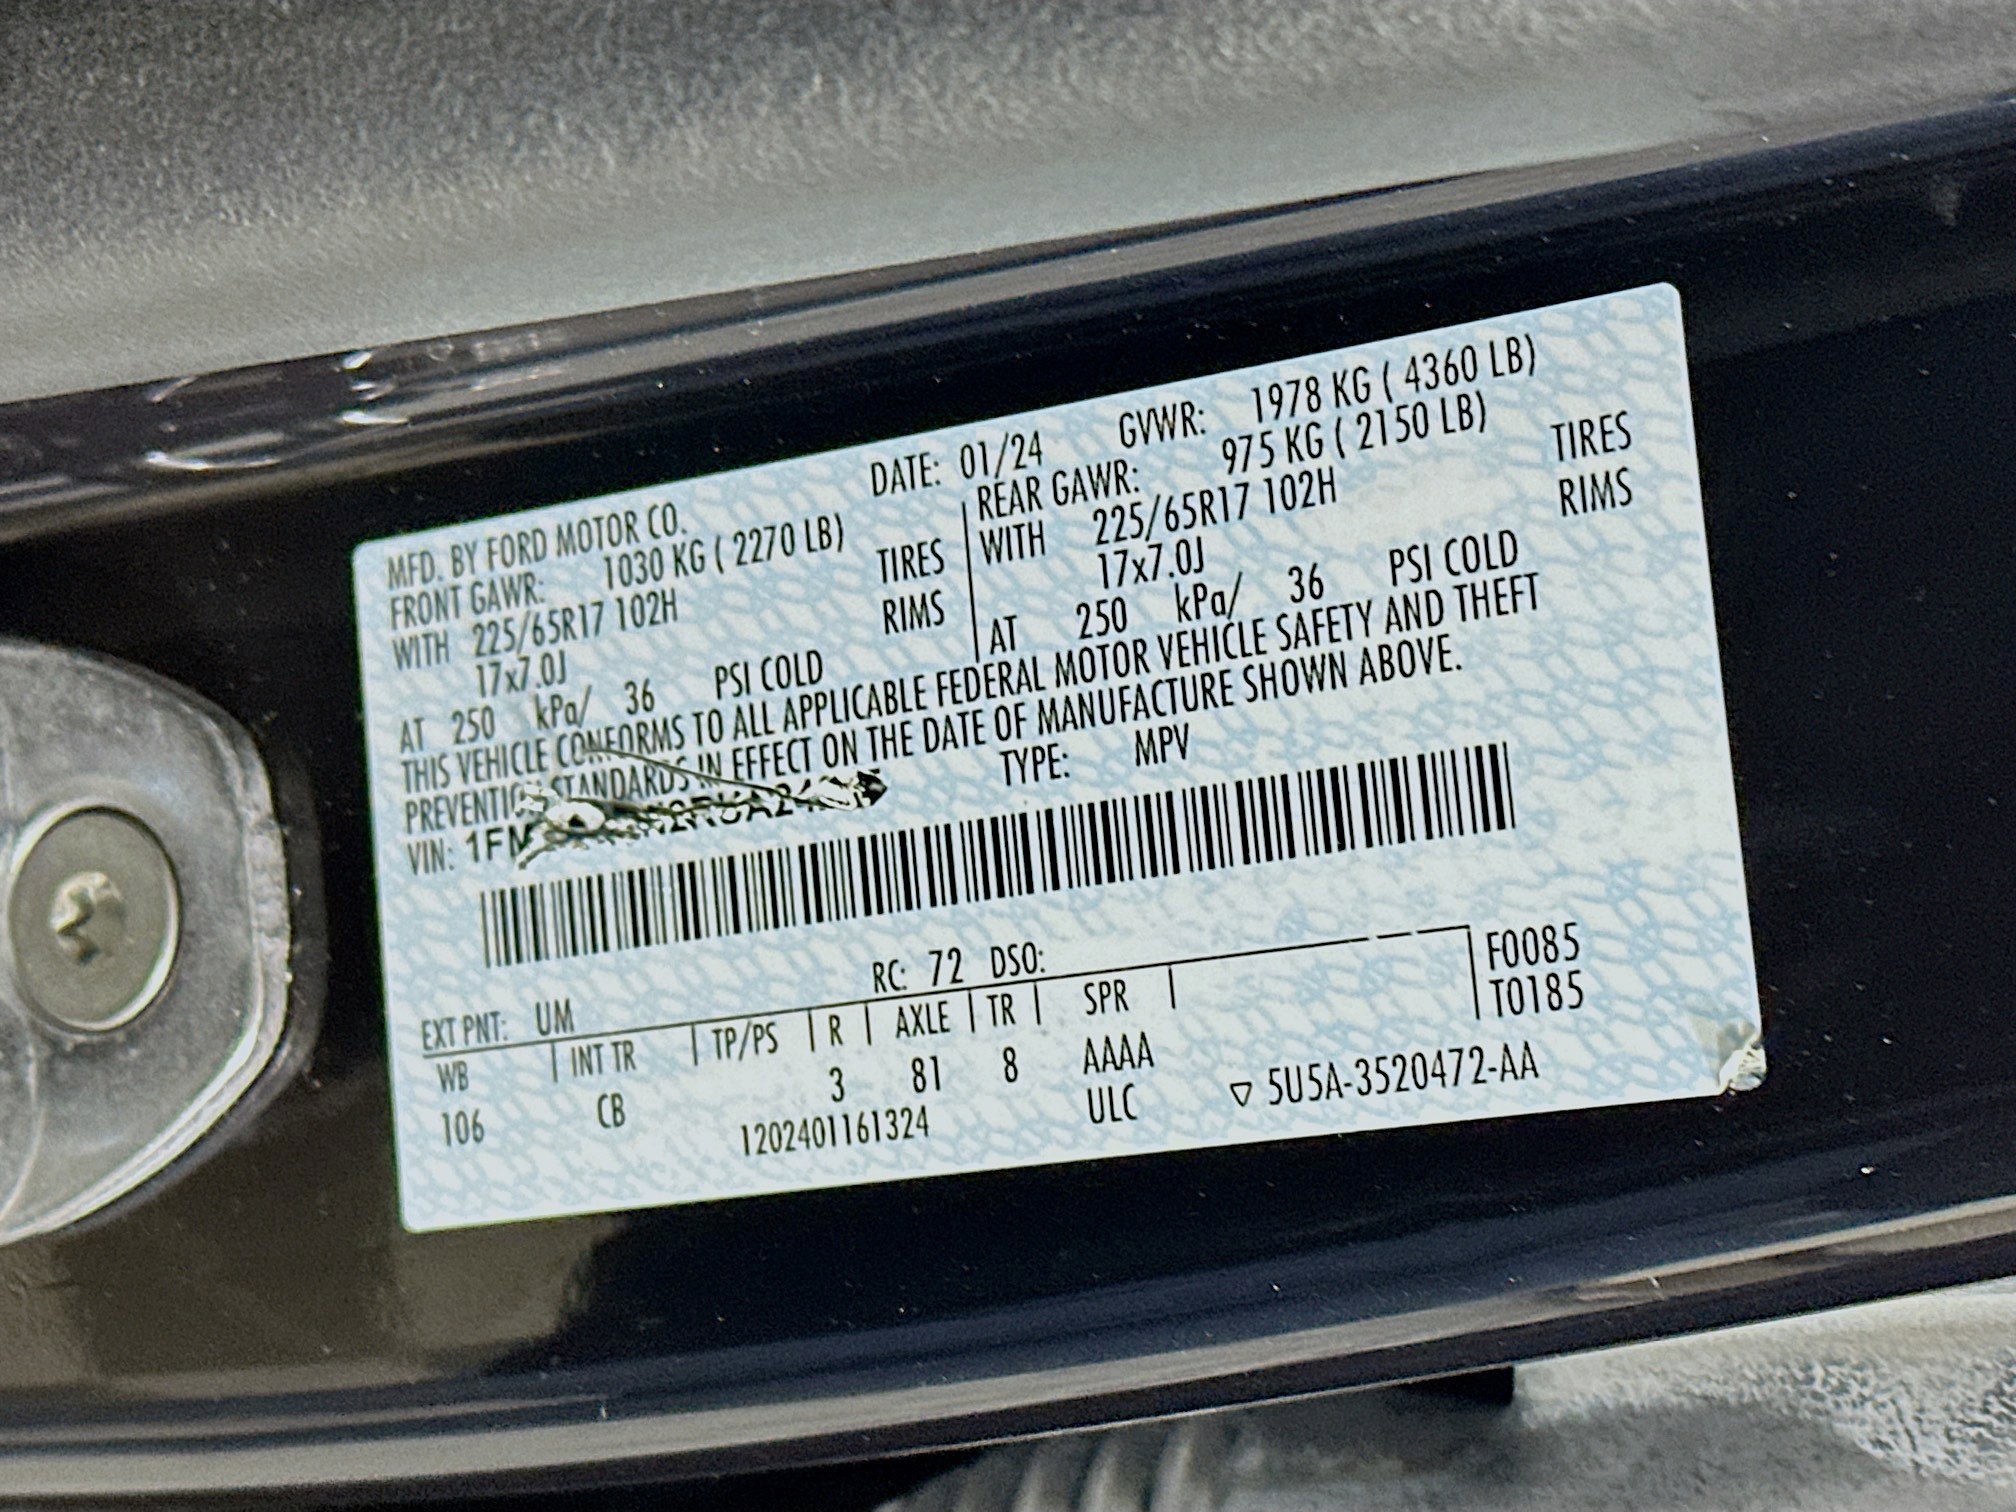 MFD. BY FORD MOTOR CO. DATE: 01/24 GVWR: 1978 KG ( 4360 LB)
FRONT GAWR: 1030 KG ( 2270 LB) REAR GAWR: 975 KG ( 2150 LB)
WITH 225/65R17 102H TIRES WITH 225/65R17 102H TIRES
17x7.0J RIMS 17x7.0J RIMS
AT 250 kPa/ 36 PSI COLD AT 250 kPa/ 36 PSI COLD
THIS VEHICLE CONFORMS TO ALL APPLICABLE FEDERAL MOTOR VEHICLE SAFETY AND THEFT
PREVENTION STANDARDS IN EFFECT ON THE DATE OF MANUFACTURE SHOWN ABOVE.
VIN: TYPE: MPV
EXT PNT: UM RC: 72 DSO: F0085
WB | INT TR | TP/PS | R | AXLE | TR | SPR | T0185
106 CB 3 81 8 AAAA
1202401161324 ULC ▽ 5U5A-3520472-AA